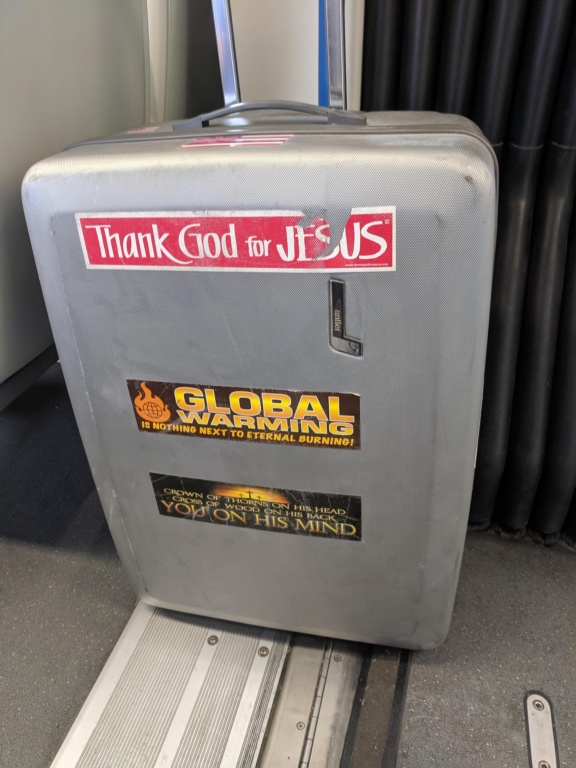 Thank God for JESUS
antler
GLOBAL
WARMING
IS NOTHING NEXT TO ETERNAL BURNING!
CROWN OF THORNS ON HIS HEAD
CROSS OF WOOD ON HIS BACK
YOU ON HIS MIND